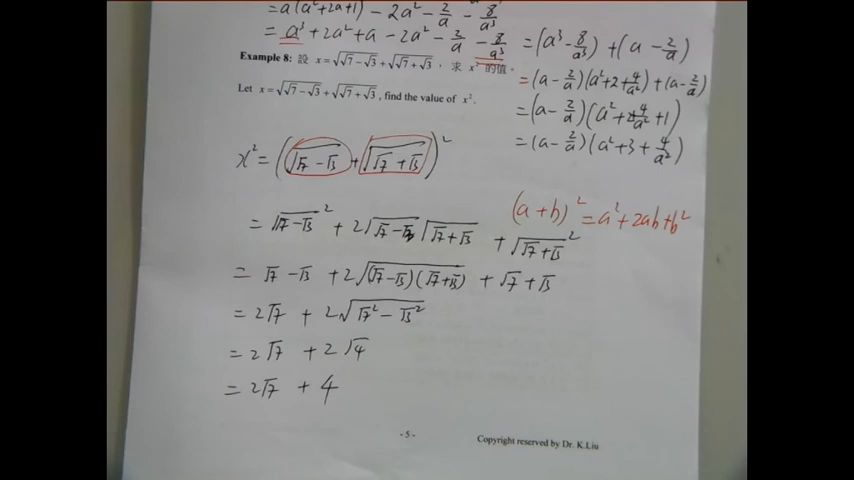 = a(a²+2a+1) − 2a² − 2/a − 8/a³
= a³ + 2a² + a − 2a² − 2/a − 8/a³ = (a³ − 8/a³) + (a − 2/a)
= (a − 2/a)(a²+2+4/a²) + (a − 2/a)
= (a − 2/a)(a²+2+4/a²+1)
= (a − 2/a)(a²+3+4/a²)
Example 8: 設 x = √(√7 − √3) + √(√7 + √3) , 求 x² 的值。
Let x = √(√7 − √3) + √(√7 + √3) , find the value of x².
x² = (√(√7 − √3) + √(√7 + √3))²
(a + b)² = a² + 2ab + b²
= √(√7 − √3)² + 2√(√7 − √3) √(√7 + √3) + √(√7 + √3)²
= √7 − √3 + 2√((√7 − √3)(√7 + √3)) + √7 + √3
= 2√7 + 2√(√7² − √3²)
= 2√7 + 2√4
= 2√7 + 4
- 5 -
Copyright reserved by Dr. K.Liu